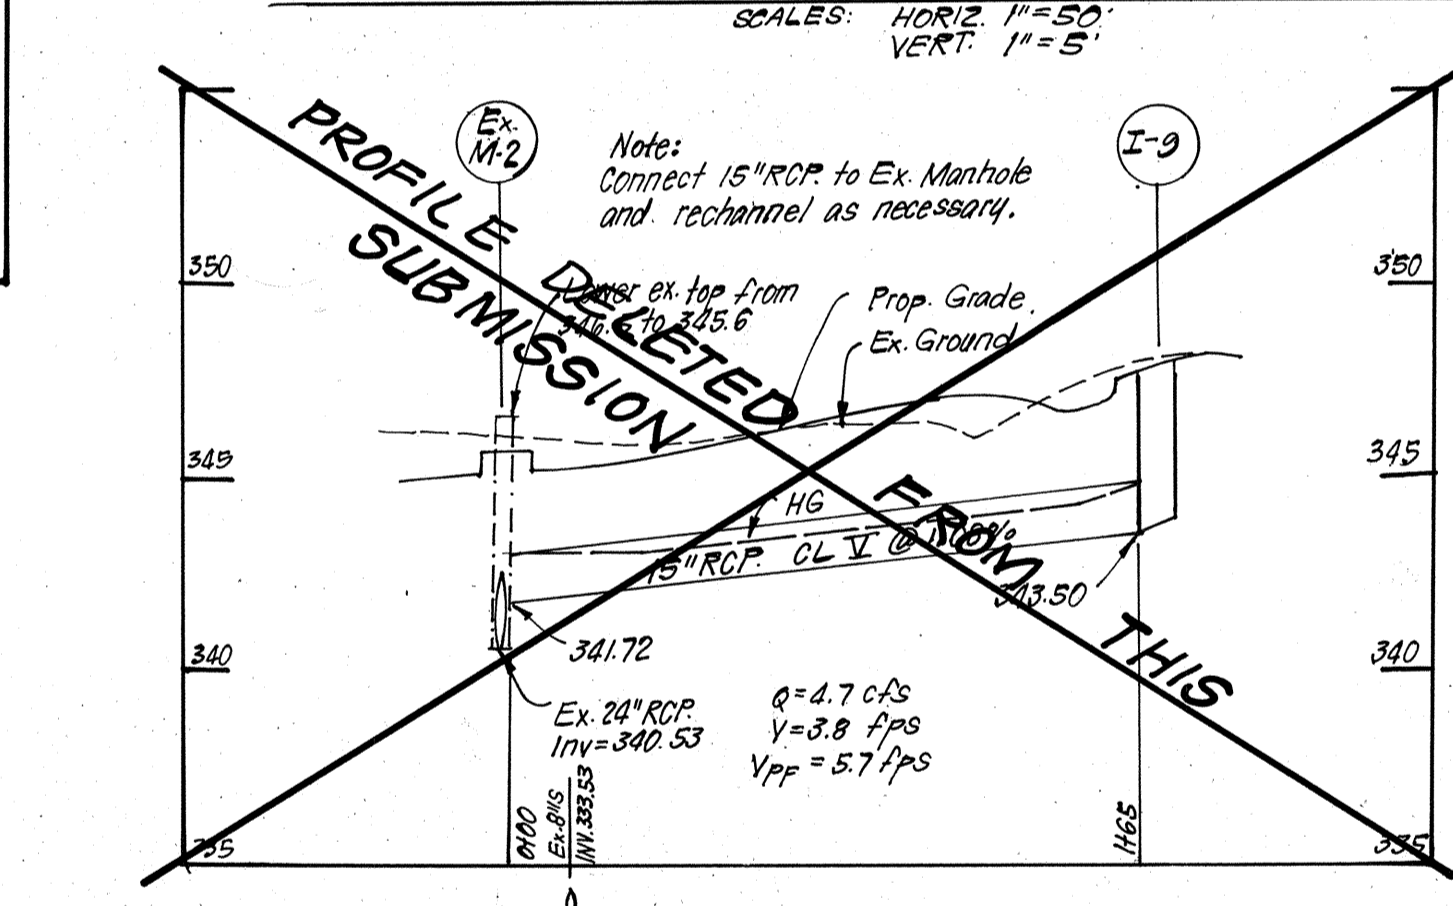 SCALES: HORIZ. 1"=50'
VERT. 1"=5'
Ex.
M-2
I-9
Note:
Connect 15"RCP. to Ex. Manhole
and rechannel as necessary.
PROFILE DELETED FROM THIS
SUBMISSION
Lower ex. top from
to 345.6
Prop. Grade.
Ex. Ground
350
350
345
345
HG
15"RCP. CL V @
343.50
341.72
340
340
Ex. 24"RCP.
Inv=340.53
Q=4.7 cfs
V=3.8 fps
VPF = 5.7 fps
335
335
0+00
Ex. 8"S
INV. 333.53
1+65